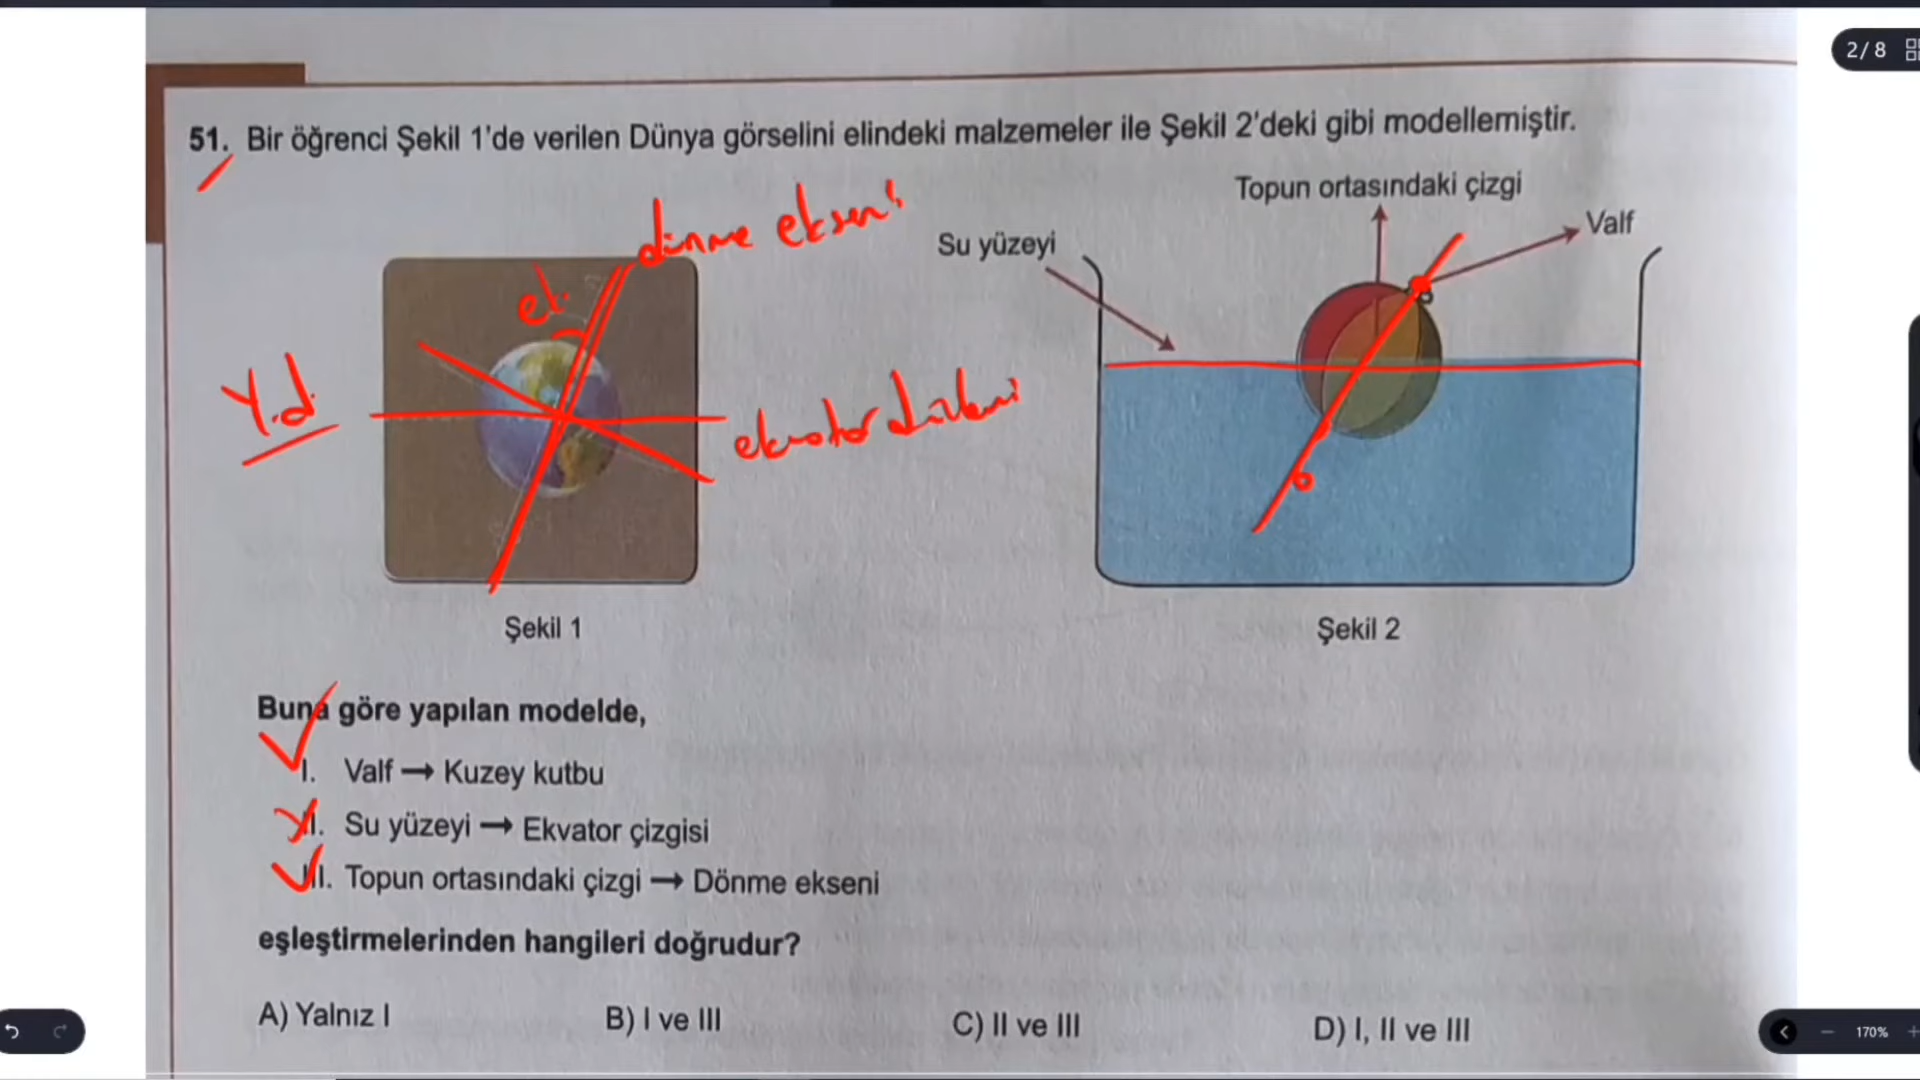 2/8
51. Bir öğrenci Şekil 1'de verilen Dünya görselini elindeki malzemeler ile Şekil 2'deki gibi modellemiştir.
dönme ekseni
ek.
Y.d
ekvator düzlemi
Topun ortasındaki çizgi
Valf
Su yüzeyi
Şekil 1
Şekil 2
Buna göre yapılan modelde,
I. Valf → Kuzey kutbu
II. Su yüzeyi → Ekvator çizgisi
III. Topun ortasındaki çizgi → Dönme ekseni
eşleştirmelerinden hangileri doğrudur?
A) Yalnız I
B) I ve III
C) II ve III
D) I, II ve III
170%